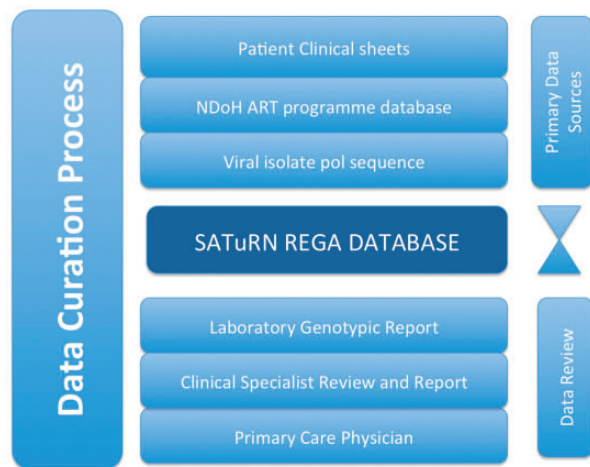 Data Curation Process
Patient Clinical sheets
NDoH ART programme database
Viral isolate pol sequence
Primary Data
Sources
SATuRN REGA DATABASE
Laboratory Genotypic Report
Clinical Specialist Review and Report
Primary Care Physician
Data Review